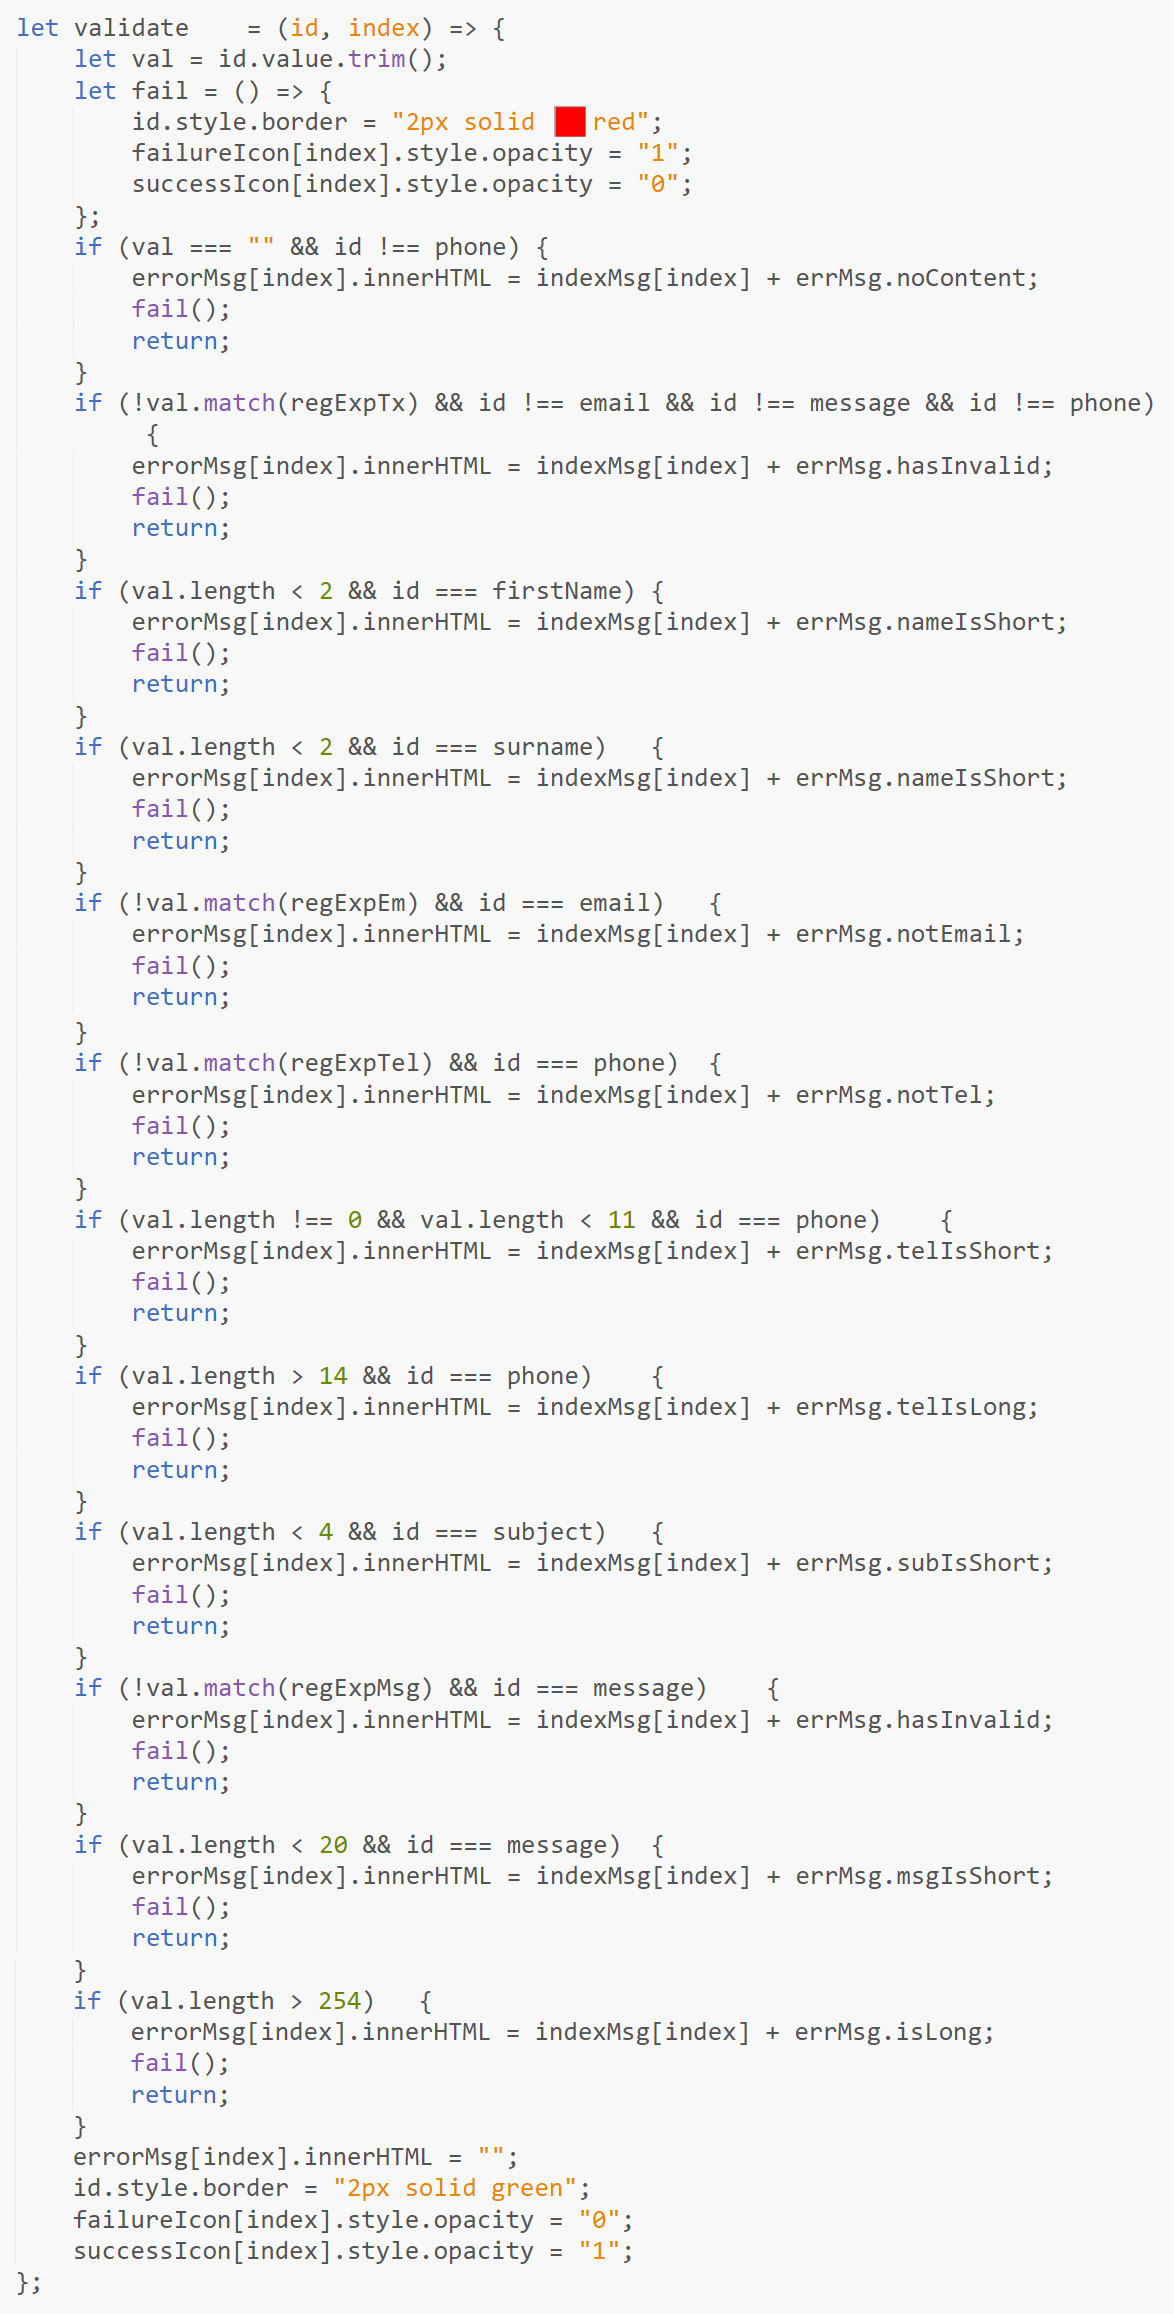 let validate    = (id, index) => {
    let val = id.value.trim();
    let fail = () => {
        id.style.border = "2px solid red";
        failureIcon[index].style.opacity = "1";
        successIcon[index].style.opacity = "0";
    };
    if (val === "" && id !== phone) {
        errorMsg[index].innerHTML = indexMsg[index] + errMsg.noContent;
        fail();
        return;
    }
    if (!val.match(regExpTx) && id !== email && id !== message && id !== phone)
         {
        errorMsg[index].innerHTML = indexMsg[index] + errMsg.hasInvalid;
        fail();
        return;
    }
    if (val.length < 2 && id === firstName) {
        errorMsg[index].innerHTML = indexMsg[index] + errMsg.nameIsShort;
        fail();
        return;
    }
    if (val.length < 2 && id === surname)   {
        errorMsg[index].innerHTML = indexMsg[index] + errMsg.nameIsShort;
        fail();
        return;
    }
    if (!val.match(regExpEm) && id === email)   {
        errorMsg[index].innerHTML = indexMsg[index] + errMsg.notEmail;
        fail();
        return;
    }
    if (!val.match(regExpTel) && id === phone)  {
        errorMsg[index].innerHTML = indexMsg[index] + errMsg.notTel;
        fail();
        return;
    }
    if (val.length !== 0 && val.length < 11 && id === phone)    {
        errorMsg[index].innerHTML = indexMsg[index] + errMsg.telIsShort;
        fail();
        return;
    }
    if (val.length > 14 && id === phone)    {
        errorMsg[index].innerHTML = indexMsg[index] + errMsg.telIsLong;
        fail();
        return;
    }
    if (val.length < 4 && id === subject)   {
        errorMsg[index].innerHTML = indexMsg[index] + errMsg.subIsShort;
        fail();
        return;
    }
    if (!val.match(regExpMsg) && id === message)    {
        errorMsg[index].innerHTML = indexMsg[index] + errMsg.hasInvalid;
        fail();
        return;
    }
    if (val.length < 20 && id === message)  {
        errorMsg[index].innerHTML = indexMsg[index] + errMsg.msgIsShort;
        fail();
        return;
    }
    if (val.length > 254)   {
        errorMsg[index].innerHTML = indexMsg[index] + errMsg.isLong;
        fail();
        return;
    }
    errorMsg[index].innerHTML = "";
    id.style.border = "2px solid green";
    failureIcon[index].style.opacity = "0";
    successIcon[index].style.opacity = "1";
};